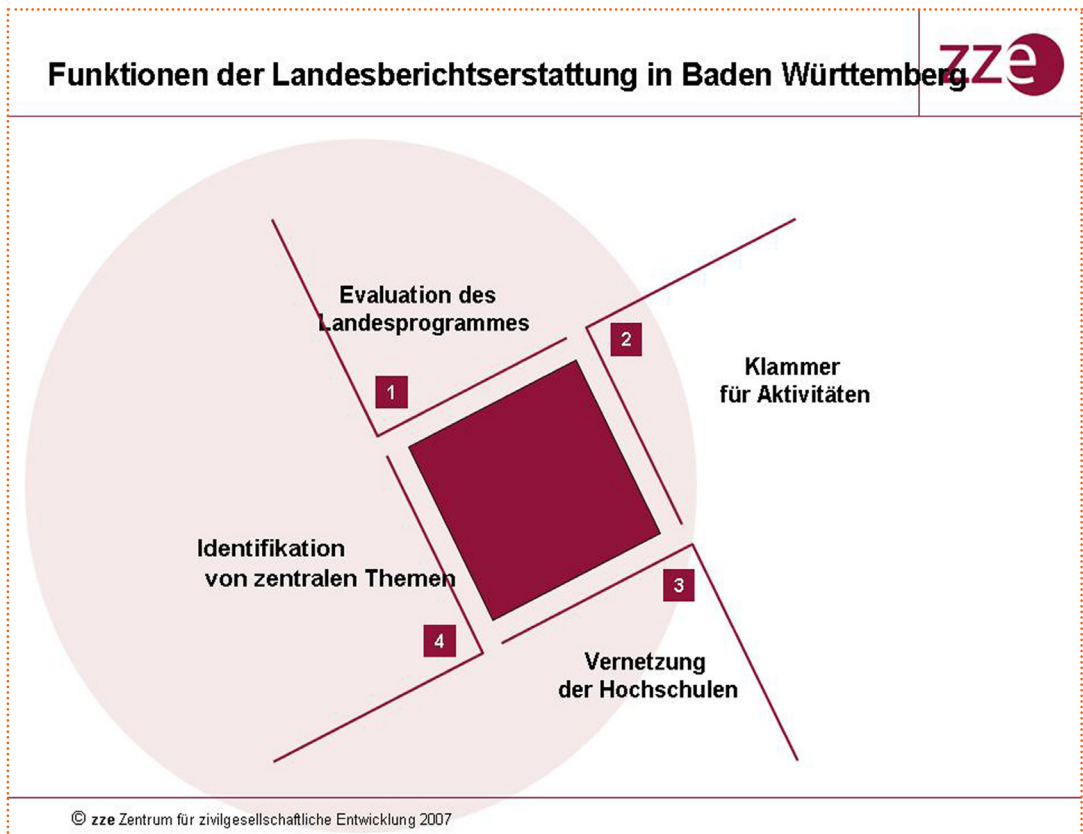 Funktionen der Landesberichtserstattung in Baden Württemberg
zze
Evaluation des
Landesprogrammes
1
2
Klammer
für Aktivitäten
Identifikation
von zentralen Themen
3
4
Vernetzung
der Hochschulen
© zze Zentrum für zivilgesellschaftliche Entwicklung 2007